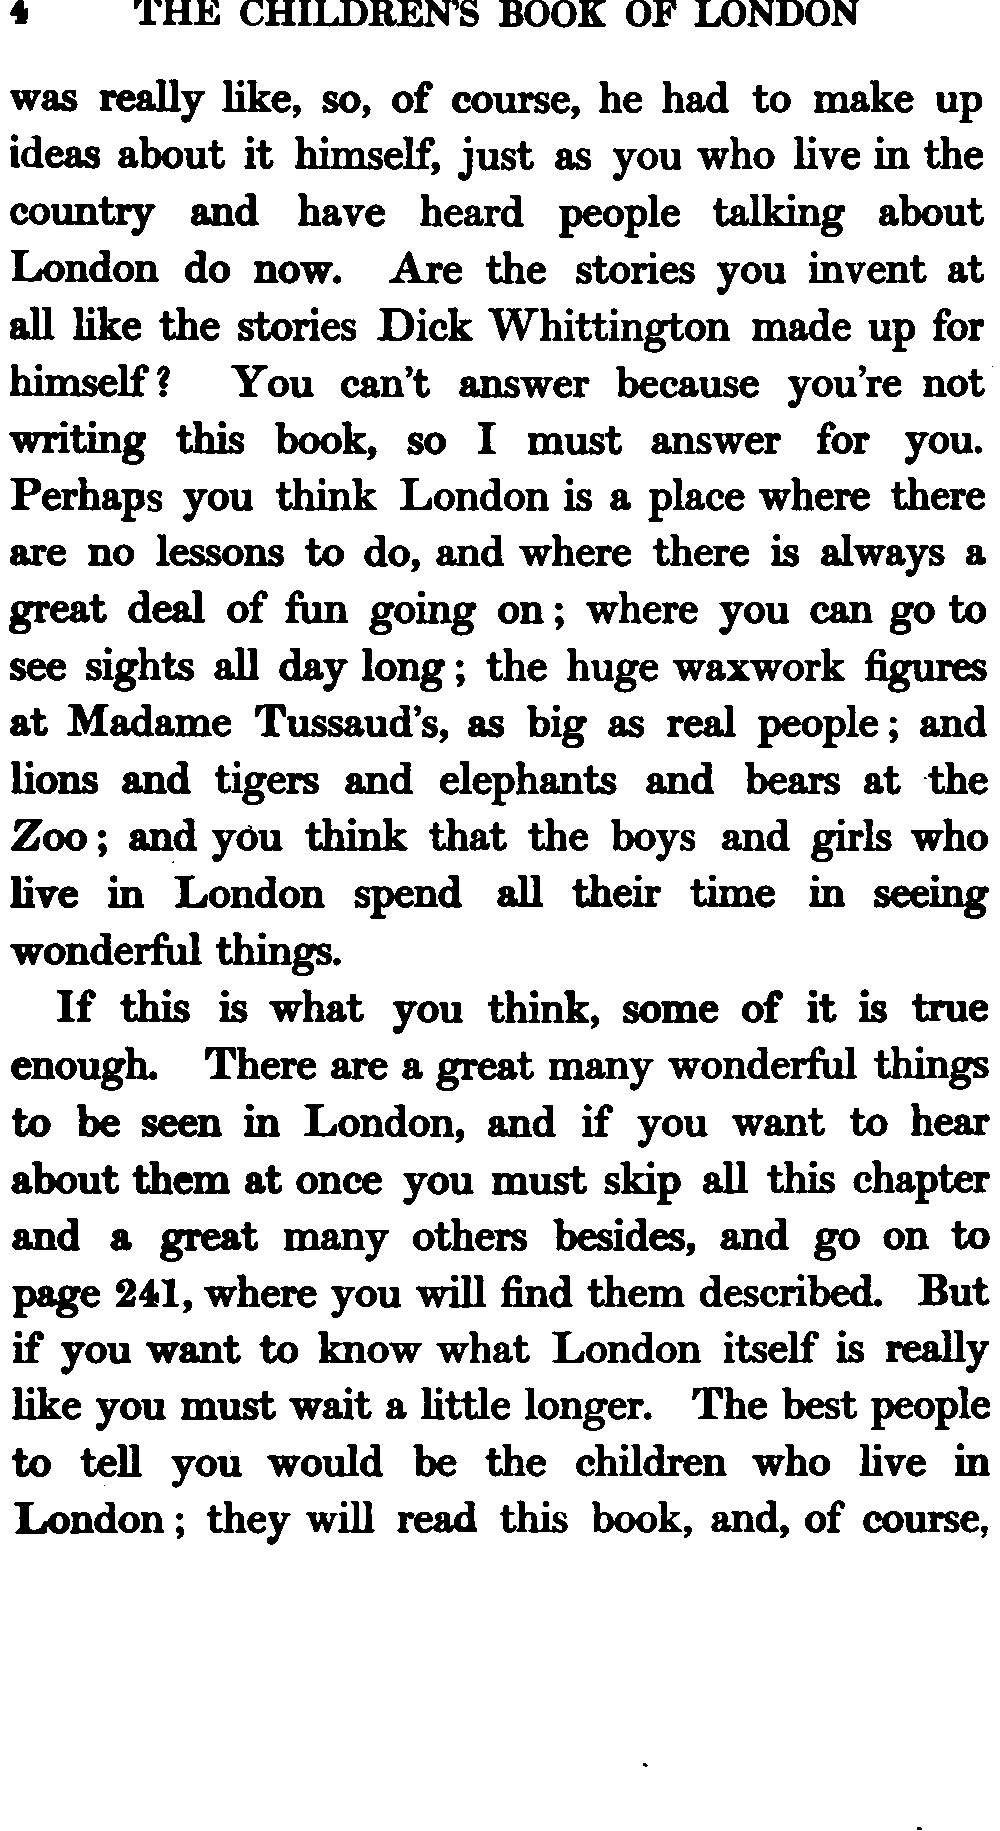 4 THE CHILDREN'S BOOK OF LONDON
was really like, so, of course, he had to make up
ideas about it himself, just as you who live in the
country and have heard people talking about
London do now. Are the stories you invent at
all like the stories Dick Whittington made up for
himself? You can't answer because you're not
writing this book, so I must answer for you.
Perhaps you think London is a place where there
are no lessons to do, and where there is always a
great deal of fun going on; where you can go to
see sights all day long; the huge waxwork figures
at Madame Tussaud's, as big as real people; and
lions and tigers and elephants and bears at the
Zoo; and you think that the boys and girls who
live in London spend all their time in seeing
wonderful things.
If this is what you think, some of it is true
enough. There are a great many wonderful things
to be seen in London, and if you want to hear
about them at once you must skip all this chapter
and a great many others besides, and go on to
page 241, where you will find them described. But
if you want to know what London itself is really
like you must wait a little longer. The best people
to tell you would be the children who live in
London; they will read this book, and, of course,